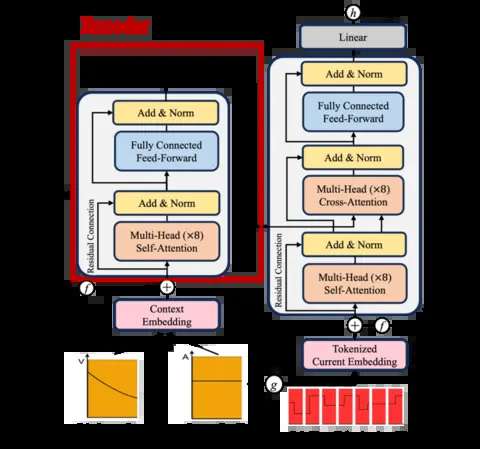 h
Linear
Add & Norm
Fully Connected
Feed-Forward
Add & Norm
Multi-Head (×8)
Cross-Attention
Add & Norm
Multi-Head (×8)
Self-Attention
Residual Connection
f
Tokenized
Current Embedding
g
Add & Norm
Fully Connected
Feed-Forward
Add & Norm
Multi-Head (×8)
Self-Attention
Residual Connection
f
Context
Embedding
V
A